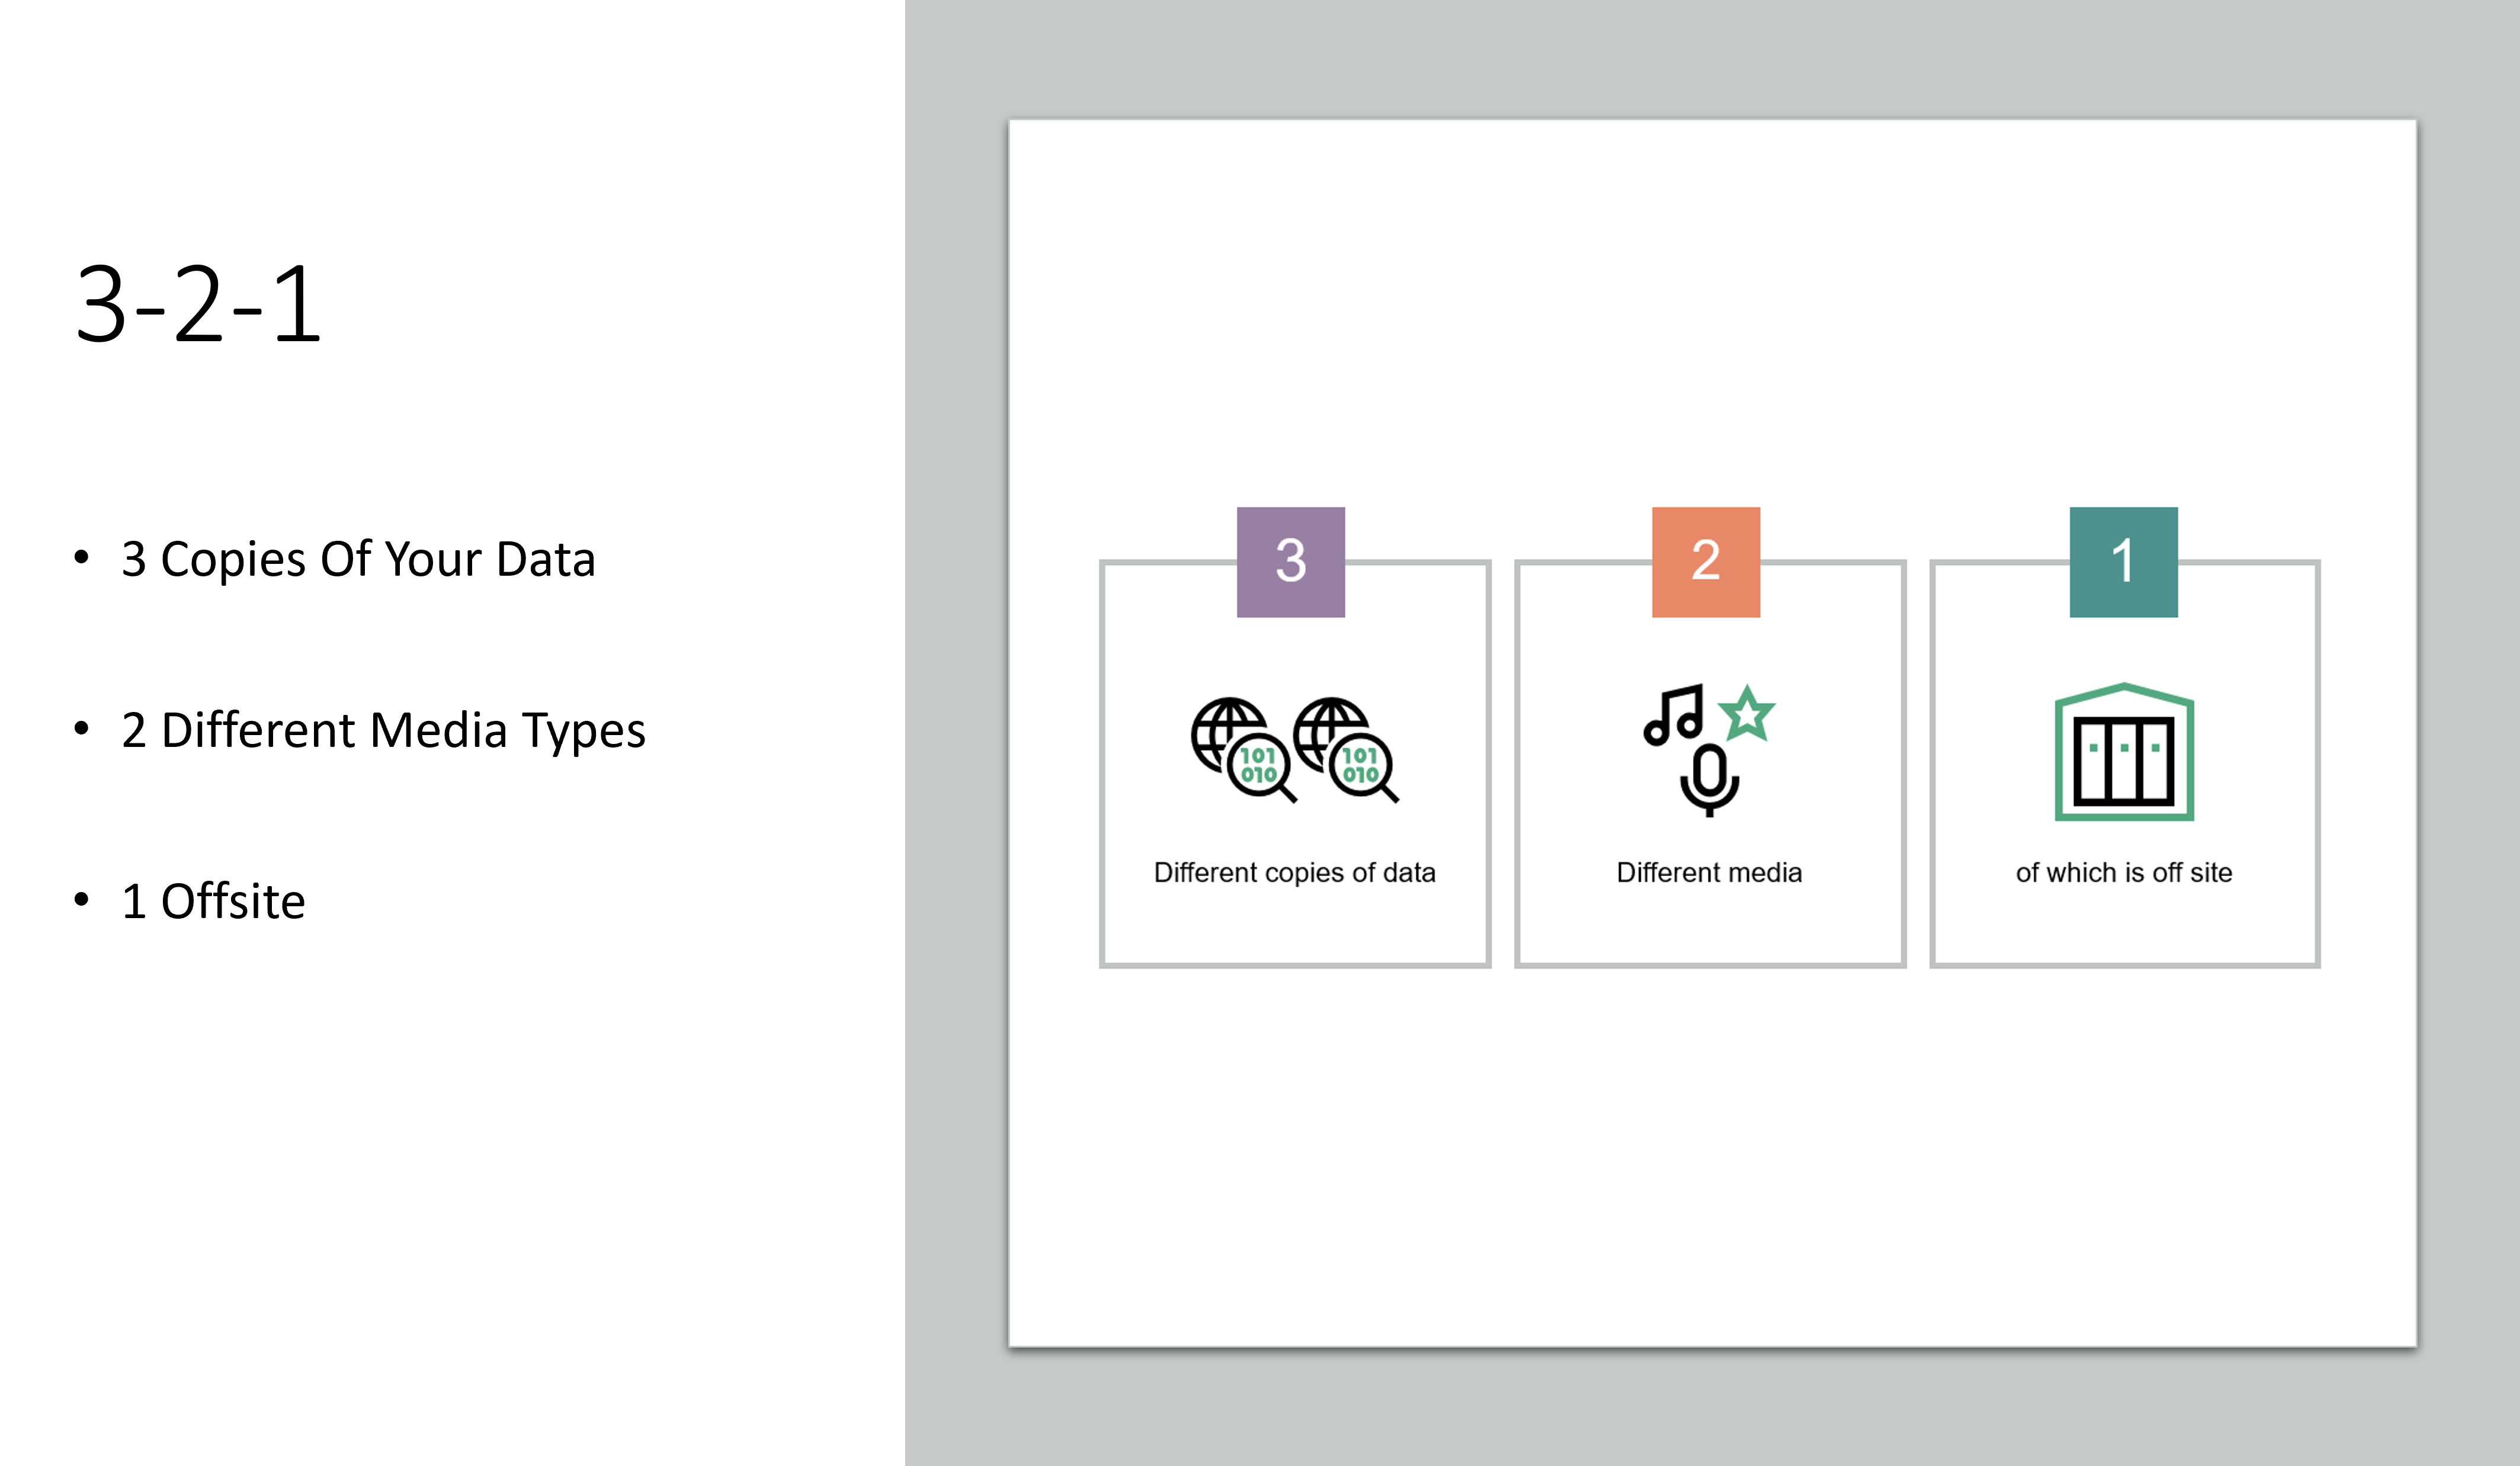 3-2-1
• 3 Copies Of Your Data
• 2 Different Media Types
• 1 Offsite
3
101
010
101
010
Different copies of data
2
Different media
1
of which is off site